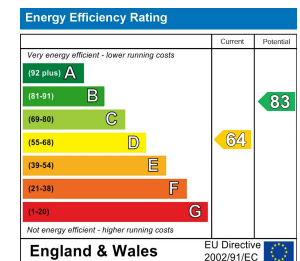 Energy Efficiency Rating
Current Potential
Very energy efficient - lower running costs
(92 plus) A
(81-91) B
(69-80) C
(55-68) D
(39-54) E
(21-38) F
(1-20) G
83
64
Not energy efficient - higher running costs
England & Wales
EU Directive
2002/91/EC